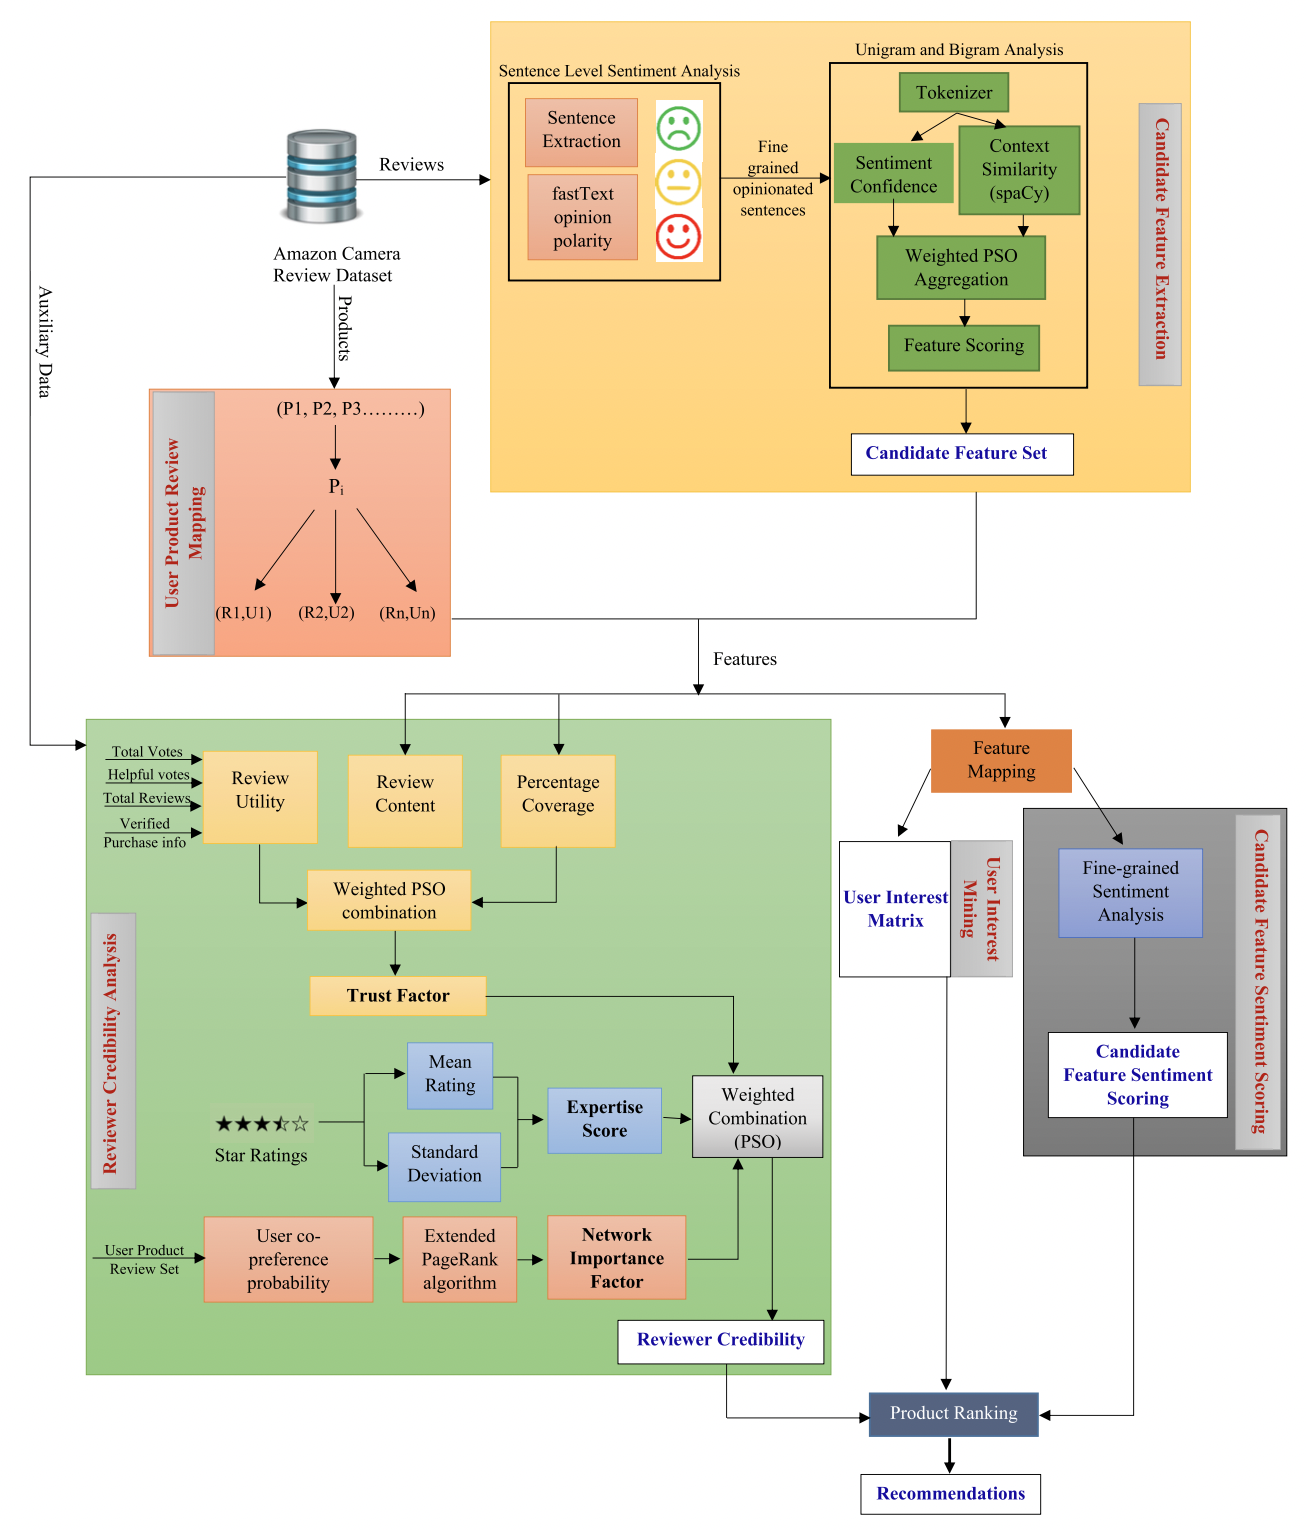 Unigram and Bigram Analysis
Sentence Level Sentiment Analysis
Tokenizer
Sentence
Extraction
fastText
opinion
polarity
Fine
grained
opinionated
sentences
Sentiment
Confidence
Context
Similarity
(spaCy)
Weighted PSO
Aggregation
Feature Scoring
Candidate Feature Set
Candidate Feature Extraction
Reviews
Amazon Camera
Review Dataset
Auxiliary Data
Products
User Product Review
Mapping
(P1, P2, P3………)
Pi
(R1,U1)
(R2,U2)
(Rn,Un)
Features
Total Votes
Helpful votes
Total Reviews
Verified
Purchase info
Review
Utility
Review
Content
Percentage
Coverage
Weighted PSO
combination
Trust Factor
Reviewer Credibility Analysis
Mean
Rating
Standard
Deviation
Star Ratings
Expertise
Score
Weighted
Combination
(PSO)
User Product
Review Set
User co-
preference
probability
Extended
PageRank
algorithm
Network
Importance
Factor
Reviewer Credibility
Feature
Mapping
User Interest
Matrix
User Interest
Mining
Fine-grained
Sentiment
Analysis
Candidate
Feature Sentiment
Scoring
Candidate Feature Sentiment Scoring
Product Ranking
Recommendations